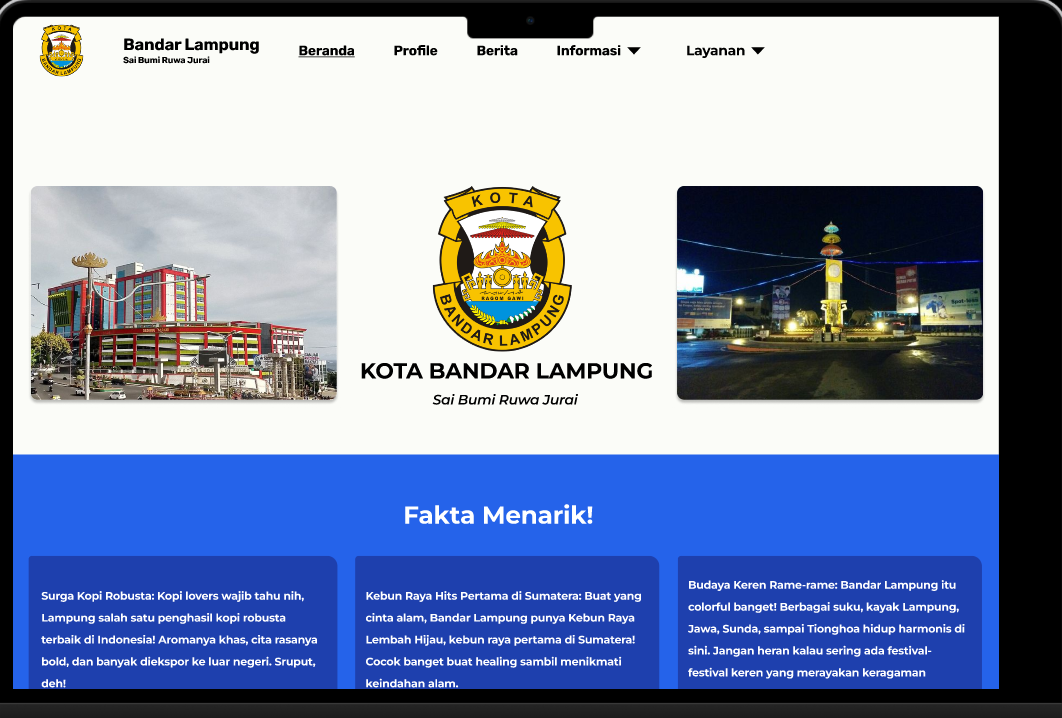 KOTA
BANDAR LAMPUNG
Bandar Lampung
Sai Bumi Ruwa Jurai
Beranda
Profile
Berita
Informasi
Layanan
KOTA
RAGOM GAWI
BANDAR LAMPUNG
KOTA BANDAR LAMPUNG
Sai Bumi Ruwa Jurai
Fakta Menarik!
Surga Kopi Robusta: Kopi lovers wajib tahu nih,
Lampung salah satu penghasil kopi robusta
terbaik di Indonesia! Aromanya khas, cita rasanya
bold, dan banyak diekspor ke luar negeri. Sruput,
deh!
Kebun Raya Hits Pertama di Sumatera: Buat yang
cinta alam, Bandar Lampung punya Kebun Raya
Lembah Hijau, kebun raya pertama di Sumatera!
Cocok banget buat healing sambil menikmati
keindahan alam.
Budaya Keren Rame-rame: Bandar Lampung itu
colorful banget! Berbagai suku, kayak Lampung,
Jawa, Sunda, sampai Tionghoa hidup harmonis di
sini. Jangan heran kalau sering ada festival-
festival keren yang merayakan keragaman